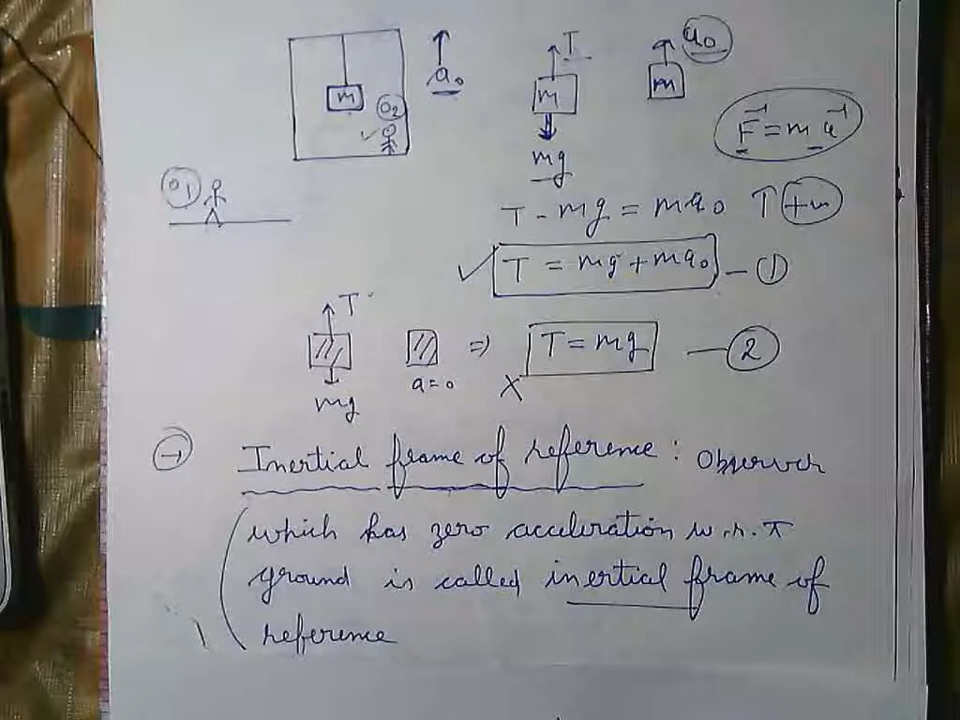 m
O2
a₀
T
m
mg
a₀
m
F⃗ = m a⃗
O1
T - mg = ma₀ ↑ +ve
✓ T = mg + ma₀ — ①
T
mg
a=0
⇒ T = mg — ②
X
→ Inertial frame of reference : Observer
which has zero acceleration w.r.t
ground is called inertial frame of
reference